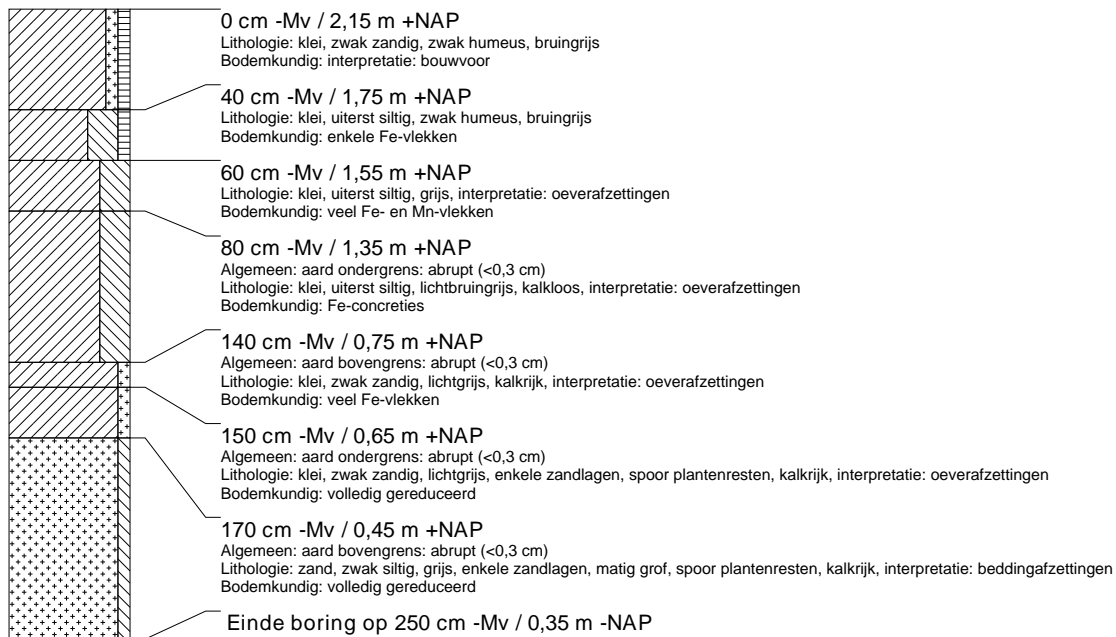 0 cm -Mv / 2,15 m +NAP
Lithologie: klei, zwak zandig, zwak humeus, bruingrijs
Bodemkundig: interpretatie: bouwvoor
40 cm -Mv / 1,75 m +NAP
Lithologie: klei, uiterst siltig, zwak humeus, bruingrijs
Bodemkundig: enkele Fe-vlekken
60 cm -Mv / 1,55 m +NAP
Lithologie: klei, uiterst siltig, grijs, interpretatie: oeverafzettingen
Bodemkundig: veel Fe- en Mn-vlekken
80 cm -Mv / 1,35 m +NAP
Algemeen: aard ondergrens: abrupt (<0,3 cm)
Lithologie: klei, uiterst siltig, lichtbruingrijs, kalkloos, interpretatie: oeverafzettingen
Bodemkundig: Fe-concreties
140 cm -Mv / 0,75 m +NAP
Algemeen: aard bovengrens: abrupt (<0,3 cm)
Lithologie: klei, zwak zandig, lichtgrijs, kalkrijk, interpretatie: oeverafzettingen
Bodemkundig: veel Fe-vlekken
150 cm -Mv / 0,65 m +NAP
Algemeen: aard ondergrens: abrupt (<0,3 cm)
Lithologie: klei, zwak zandig, lichtgrijs, enkele zandlagen, spoor plantenresten, kalkrijk, interpretatie: oeverafzettingen
Bodemkundig: volledig gereduceerd
170 cm -Mv / 0,45 m +NAP
Algemeen: aard bovengrens: abrupt (<0,3 cm)
Lithologie: zand, zwak siltig, grijs, enkele zandlagen, matig grof, spoor plantenresten, kalkrijk, interpretatie: beddingafzettingen
Bodemkundig: volledig gereduceerd
Einde boring op 250 cm -Mv / 0,35 m -NAP